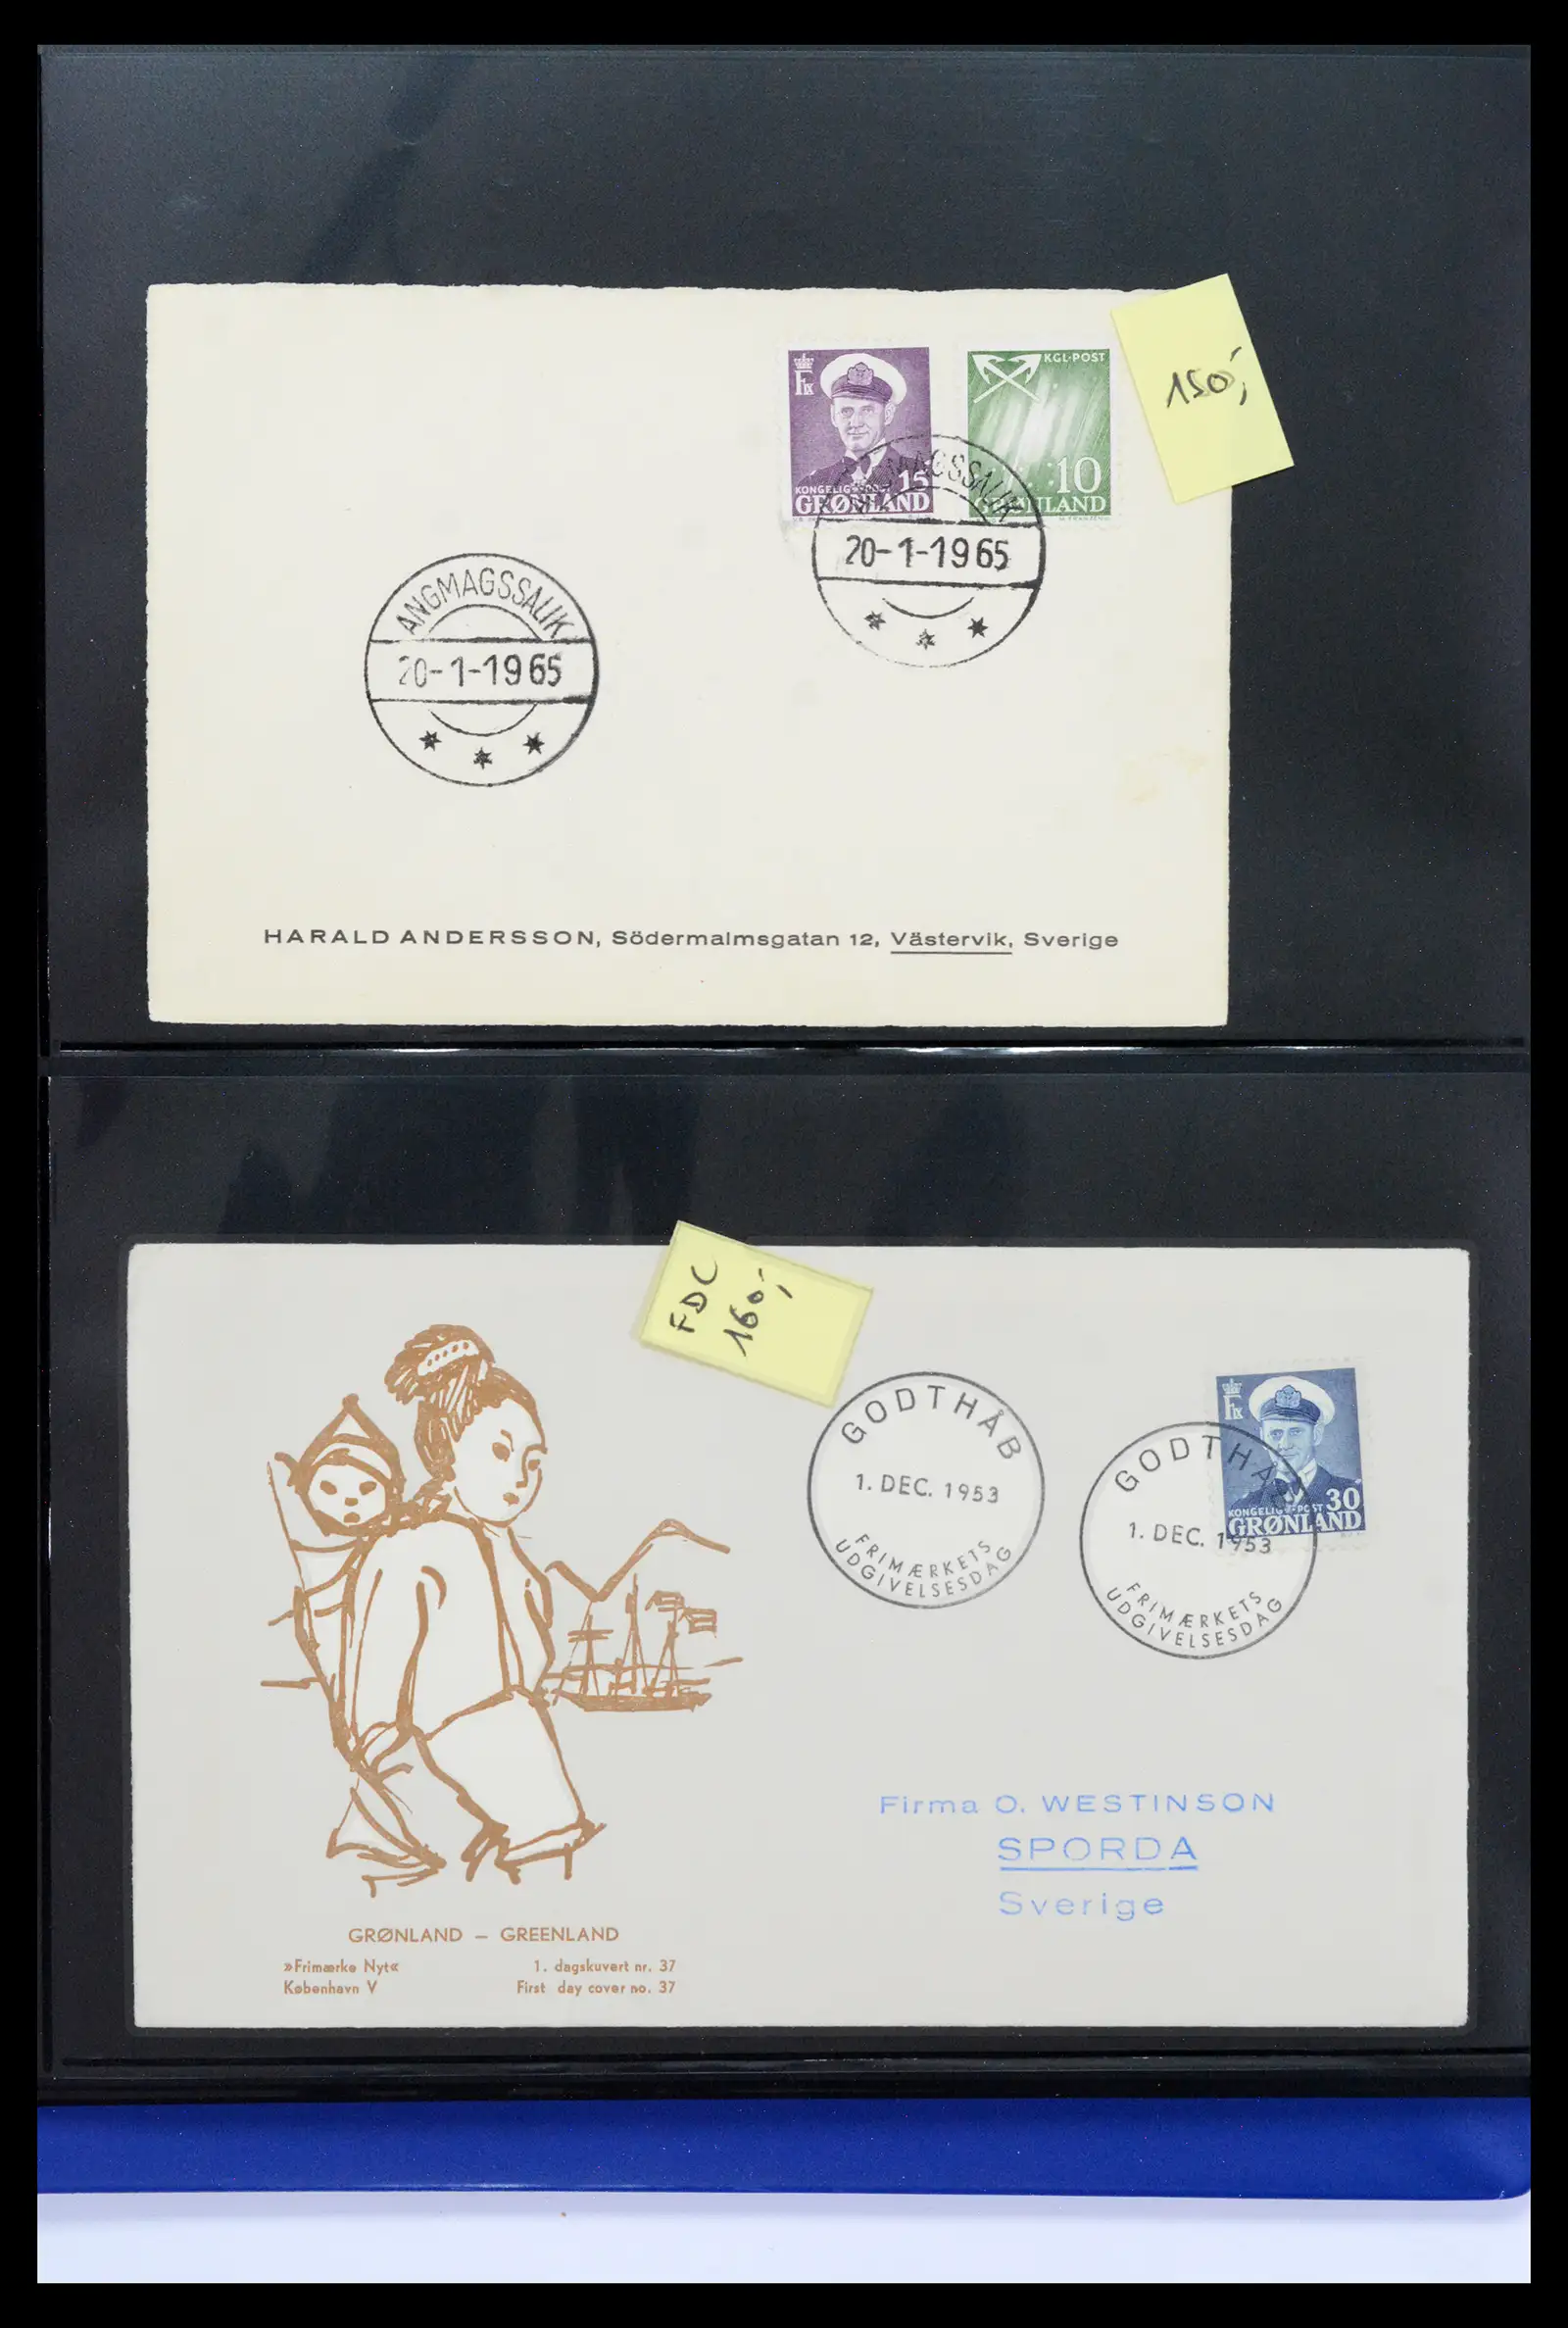 150,-
KGL-POST
FIX
KONGELIG POST 15
GRØNLAND
10
GRØNLAND
ANGMAGSSALIK
20-1-1965
ANGMAGSSALIK
20-1-1965
HARALD ANDERSSON, Södermalmsgatan 12, Västervik, Sverige
FDC
160,-
GODTHÅB
1. DEC. 1953
FRIMÆRKETS
UDGIVELSESDAG
FIX
KONGELIG POST 30
GRØNLAND
GODTHÅB
1. DEC. 1953
FRIMÆRKETS
UDGIVELSESDAG
Firma O. WESTINSON
SPORDA
Sverige
GRØNLAND – GREENLAND
»Frimærke Nyt« 1. dagskuvert nr. 37
København V First day cover no. 37